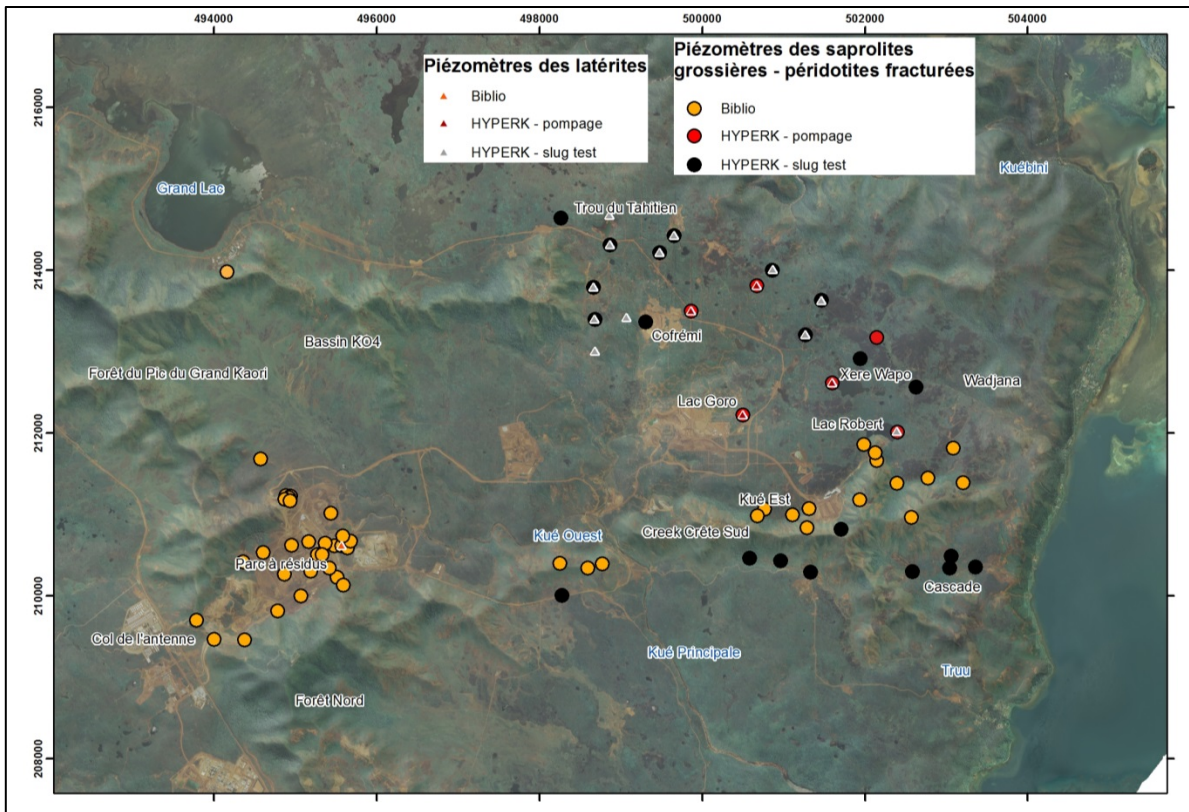 494000
496000
498000
500000
502000
504000
Piézomètres des latérites
Biblio
HYPERK - pompage
HYPERK - slug test
Piézomètres des saprolites
grossières - péridotites fracturées
Biblio
HYPERK - pompage
HYPERK - slug test
216000
214000
212000
210000
208000
Kuébini
Grand Lac
Trou du Tahitien
Cofrémi
Bassin KO4
Forêt du Pic du Grand Kaori
Xere Wapo
Wadjana
Lac Goro
Lac Robert
Kué Est
Kué Ouest
Creek Crête Sud
Parc à résidus
Cascade
Col de l'antenne
Kué Principale
Truu
Forêt Nord